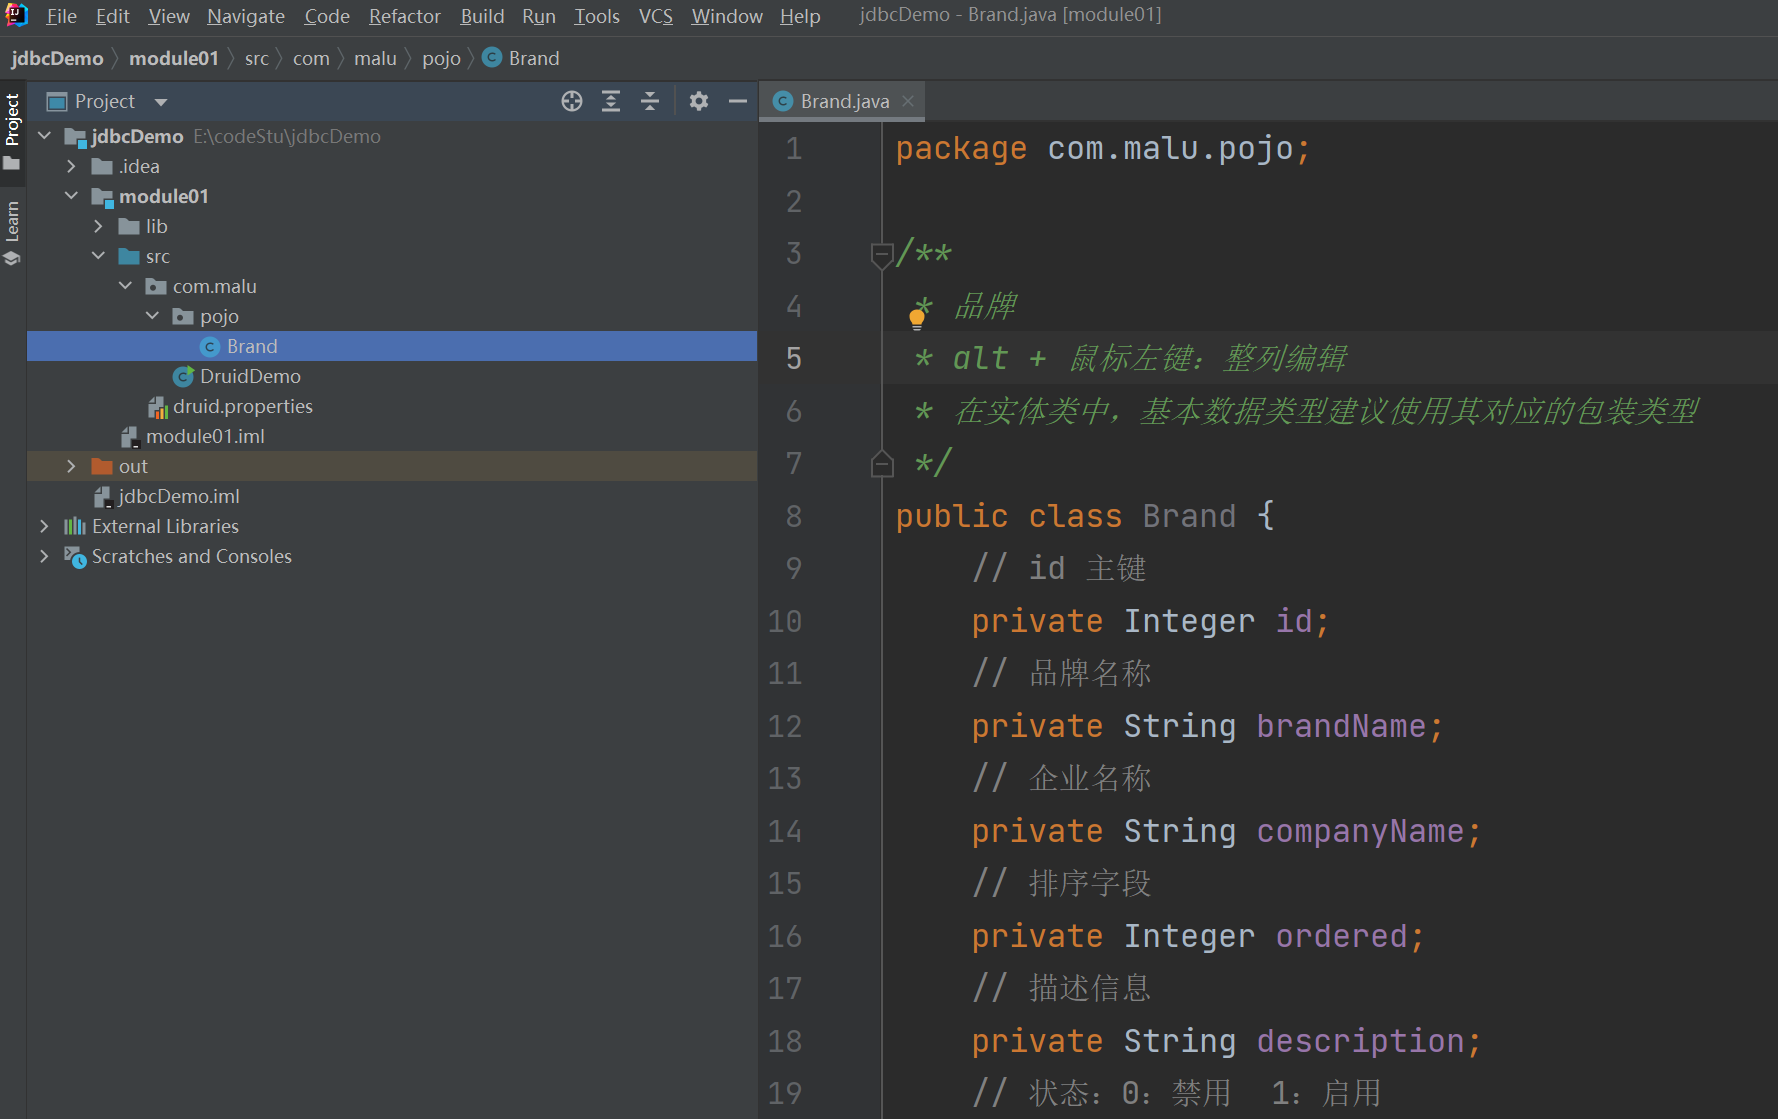 File Edit View Navigate Code Refactor Build Run Tools VCS Window Help jdbcDemo - Brand.java [module01]
jdbcDemo module01 src com malu pojo Brand
Project
Learn
Project
jdbcDemo E:\codeStu\jdbcDemo
.idea
module01
lib
src
com.malu
pojo
Brand
DruidDemo
druid.properties
module01.iml
out
jdbcDemo.iml
External Libraries
Scratches and Consoles
Brand.java
1 package com.malu.pojo;
2
3 /**
4 * 品牌
5 * alt + 鼠标左键：整列编辑
6 * 在实体类中，基本数据类型建议使用其对应的包装类型
7 */
8 public class Brand {
9 // id 主键
10 private Integer id;
11 // 品牌名称
12 private String brandName;
13 // 企业名称
14 private String companyName;
15 // 排序字段
16 private Integer ordered;
17 // 描述信息
18 private String description;
19 // 状态：0：禁用  1：启用